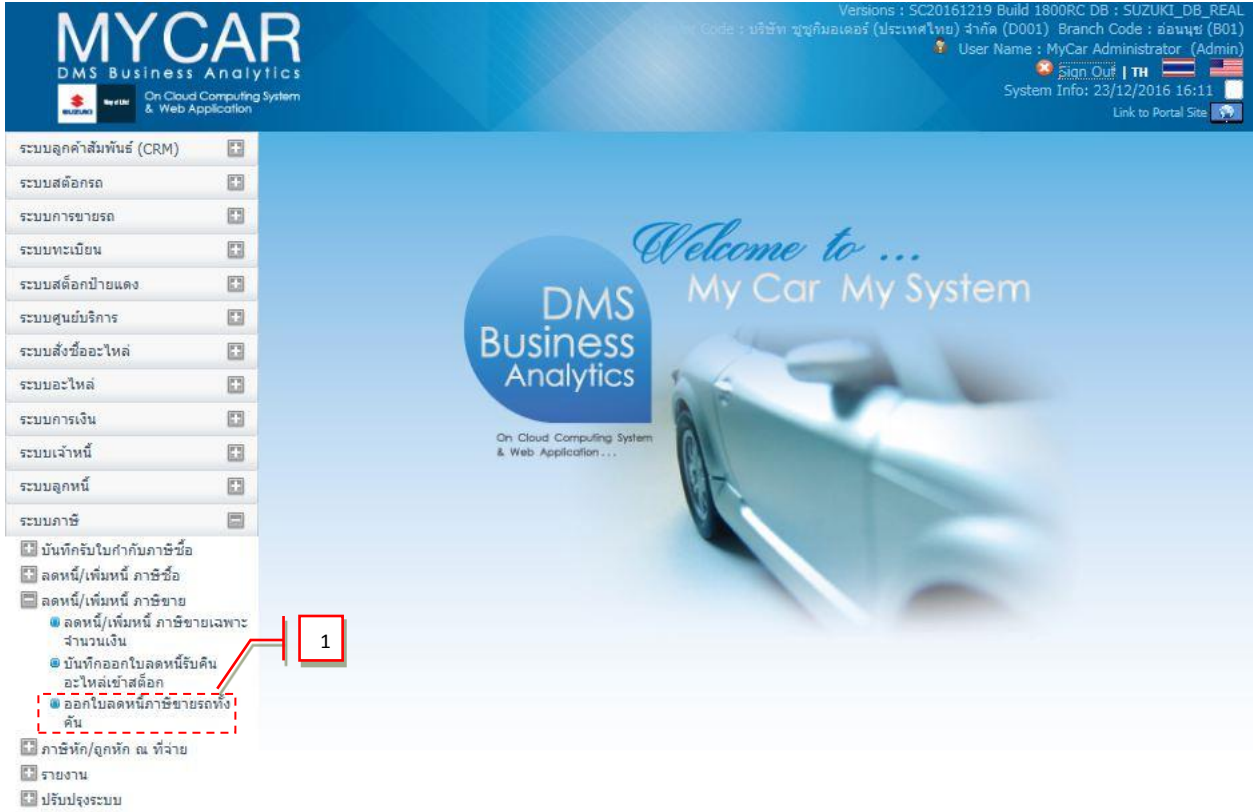 MYCAR
DMS Business Analytics
SUZUKI
Way of Life!
On Cloud Computing System
& Web Application
Versions : SC20161219 Build 1800RC DB : SUZUKI_DB_REAL
Code : บริษัท ซูซูกิมอเตอร์ (ประเทศไทย) จำกัด (D001) Branch Code : อ่อนนุช (B01)
User Name : MyCar Administrator (Admin)
Sign Out | TH
System Info: 23/12/2016 16:11
Link to Portal Site
ระบบลูกค้าสัมพันธ์ (CRM)
ระบบสต๊อกรถ
ระบบการขายรถ
ระบบทะเบียน
ระบบสต็อกป้ายแดง
ระบบศูนย์บริการ
ระบบสั่งซื้ออะไหล่
ระบบอะไหล่
ระบบการเงิน
ระบบเจ้าหนี้
ระบบลูกหนี้
ระบบภาษี
บันทึกรับใบกำกับภาษีซื้อ
ลดหนี้/เพิ่มหนี้ ภาษีซื้อ
ลดหนี้/เพิ่มหนี้ ภาษีขาย
ลดหนี้/เพิ่มหนี้ ภาษีขายเฉพาะ
จำนวนเงิน
บันทึกออกใบลดหนี้รับคืน
อะไหล่เข้าสต็อก
ออกใบลดหนี้ภาษีขายรถทั้ง
คัน
ภาษีหัก/ถูกหัก ณ ที่จ่าย
รายงาน
ปรับปรุงระบบ
1
Welcome to ...
My Car My System
DMS
Business
Analytics
On Cloud Computing System
& Web Application . . .